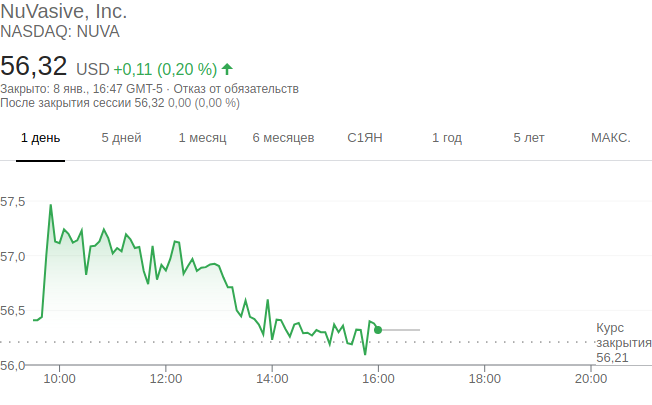 NuVasive, Inc.
NASDAQ: NUVA
56,32 USD +0,11 (0,20 %)
Закрыто: 8 янв., 16:47 GMT-5 · Отказ от обязательств
После закрытия сессии 56,32 0,00 (0,00 %)
1 день 5 дней 1 месяц 6 месяцев С1ЯН 1 год 5 лет МАКС.
57,5
57,0
56,5
Курс
закрытия
56,21
56,0
10:00 12:00 14:00 16:00 18:00 20:00